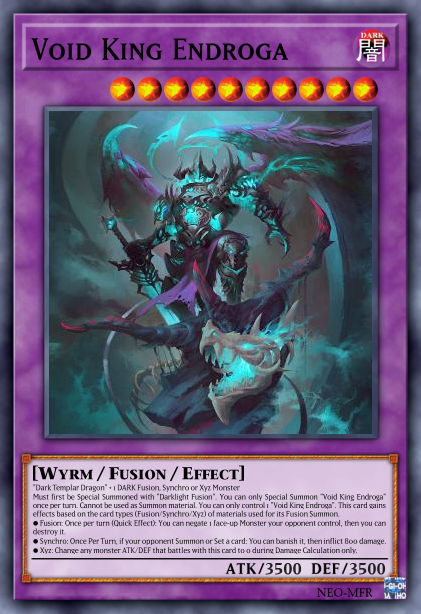 Void King Endroga
DARK
闇
[Wyrm / Fusion / Effect]
"Dark Templar Dragon" + 1 DARK Fusion, Synchro or Xyz Monster
Must first be Special Summoned with "Darklight Fusion". You can only Special Summon "Void King Endroga"
once per turn. Cannot be used as Summon material. You can only control 1 "Void King Endroga". This card gains
effects based on the card types (Fusion/Synchro/Xyz) of materials used for its Fusion Summon.
● Fusion: Once per turn (Quick Effect): You can negate 1 face-up Monster your opponent control, then you can
destroy it.
● Synchro: Once Per Turn, if your opponent Summon or Set a card: You can banish it, then inflict 800 damage.
● Xyz: Change any monster ATK/DEF that battles with this card to 0 during Damage Calculation only.
ATK/3500 DEF/3500
NEO-MFR